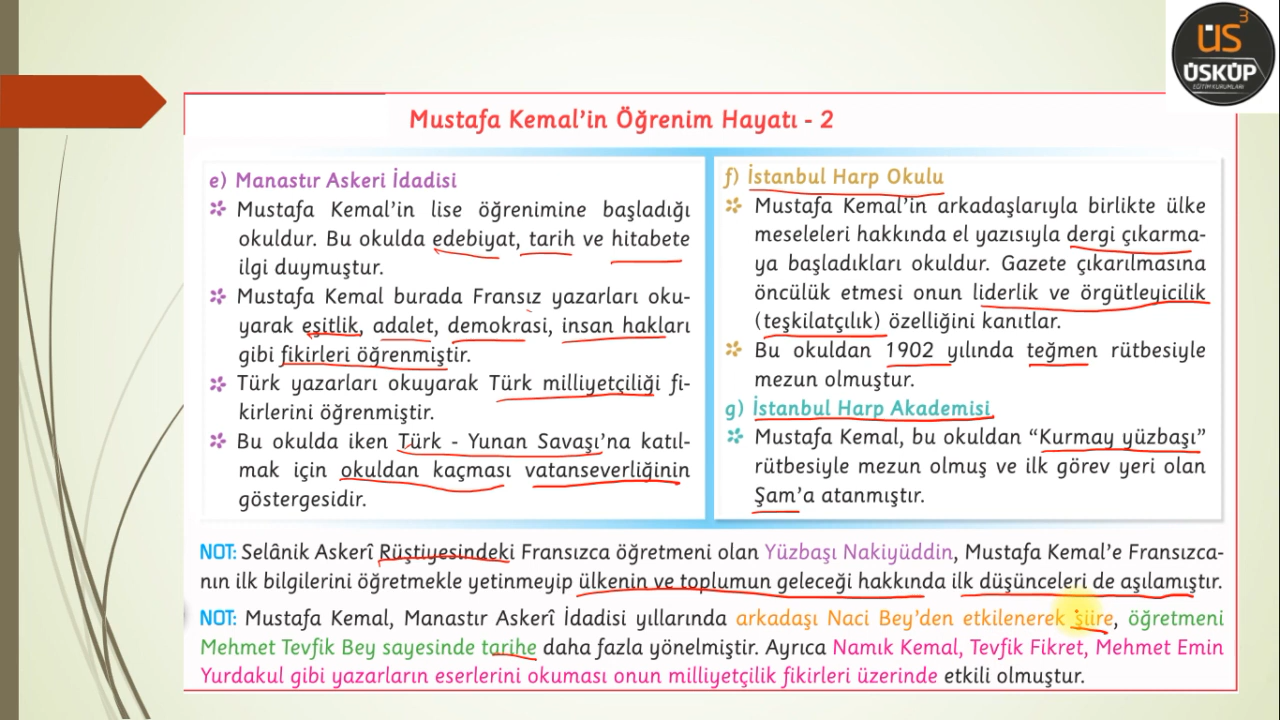 ÜS3
ÜSKÜP
EĞİTİM KURUMLARI
Mustafa Kemal'in Öğrenim Hayatı - 2
e) Manastır Askeri İdadisi
Mustafa Kemal'in lise öğrenimine başladığı
okuldur. Bu okulda edebiyat, tarih ve hitabete
ilgi duymuştur.
Mustafa Kemal burada Fransız yazarları oku-
yarak eşitlik, adalet, demokrasi, insan hakları
gibi fikirleri öğrenmiştir.
Türk yazarları okuyarak Türk milliyetçiliği fi-
kirlerini öğrenmiştir.
Bu okulda iken Türk - Yunan Savaşı'na katıl-
mak için okuldan kaçması vatanseverliğinin
göstergesidir.
f) İstanbul Harp Okulu
Mustafa Kemal'in arkadaşlarıyla birlikte ülke
meseleleri hakkında el yazısıyla dergi çıkarma-
ya başladıkları okuldur. Gazete çıkarılmasına
öncülük etmesi onun liderlik ve örgütleyicilik
(teşkilatçılık) özelliğini kanıtlar.
Bu okuldan 1902 yılında teğmen rütbesiyle
mezun olmuştur.
g) İstanbul Harp Akademisi
Mustafa Kemal, bu okuldan “Kurmay yüzbaşı”
rütbesiyle mezun olmuş ve ilk görev yeri olan
Şam'a atanmıştır.
NOT: Selânik Askerî Rüştiyesindeki Fransızca öğretmeni olan Yüzbaşı Nakiyüddin, Mustafa Kemal'e Fransızca-
nın ilk bilgilerini öğretmekle yetinmeyip ülkenin ve toplumun geleceği hakkında ilk düşünceleri de aşılamıştır.
NOT: Mustafa Kemal, Manastır Askerî İdadisi yıllarında arkadaşı Naci Bey'den etkilenerek şiire, öğretmeni
Mehmet Tevfik Bey sayesinde tarihe daha fazla yönelmiştir. Ayrıca Namık Kemal, Tevfik Fikret, Mehmet Emin
Yurdakul gibi yazarların eserlerini okuması onun milliyetçilik fikirleri üzerinde etkili olmuştur.